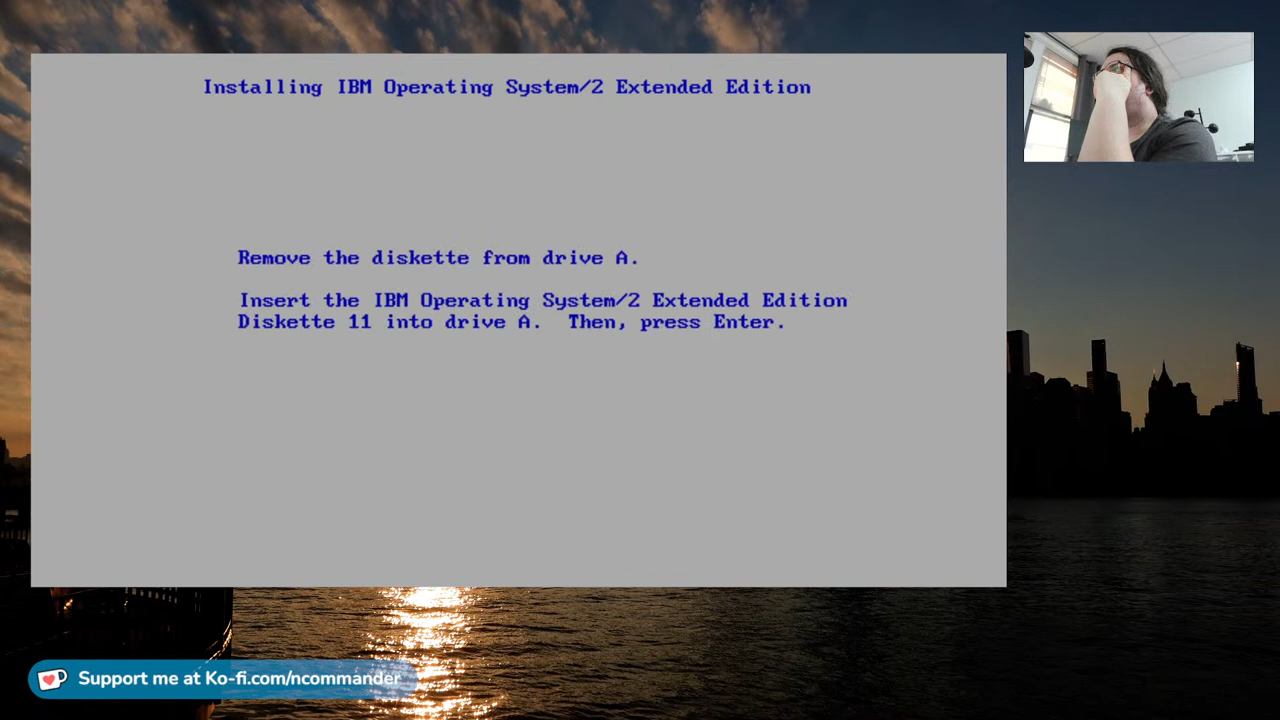 Installing IBM Operating System/2 Extended Edition
Remove the diskette from drive A.
Insert the IBM Operating System/2 Extended Edition
Diskette 11 into drive A.  Then, press Enter.
Support me at Ko-fi.com/ncommander